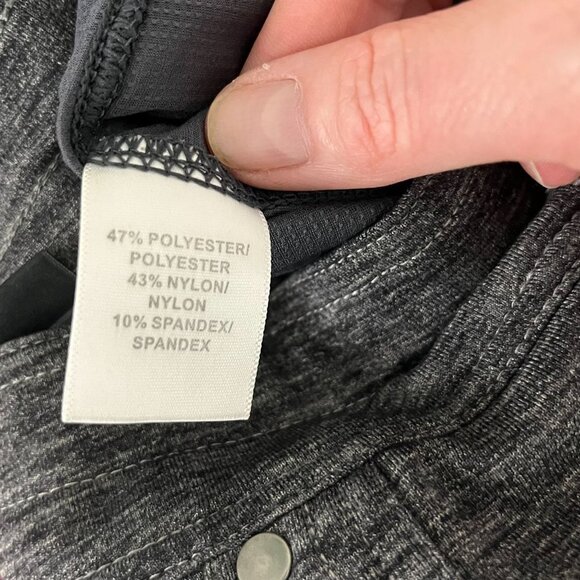 47% POLYESTER/
POLYESTER
43% NYLON/
NYLON
10% SPANDEX/
SPANDEX